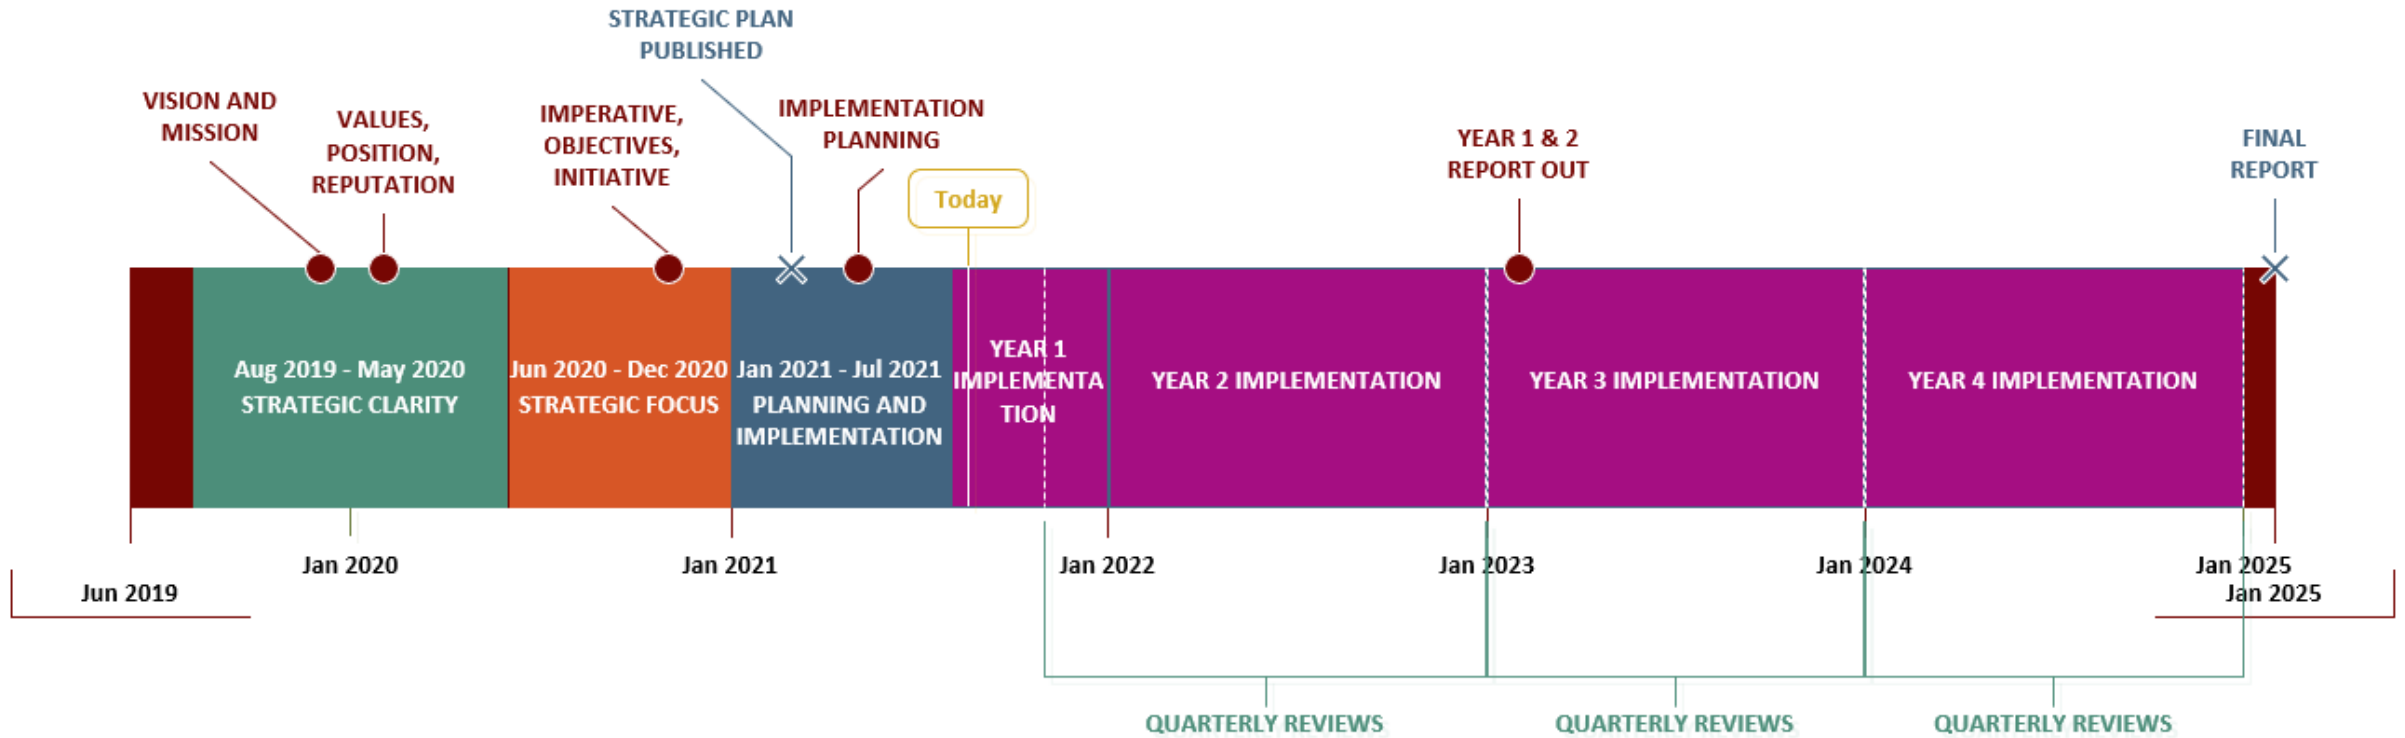 STRATEGIC PLAN
PUBLISHED
VISION AND
MISSION
VALUES,
POSITION,
REPUTATION
IMPERATIVE,
OBJECTIVES,
INITIATIVE
IMPLEMENTATION
PLANNING
Today
YEAR 1 & 2
REPORT OUT
FINAL
REPORT
Aug 2019 - May 2020
STRATEGIC CLARITY
Jun 2020 - Dec 2020
STRATEGIC FOCUS
Jan 2021 - Jul 2021
PLANNING AND
IMPLEMENTATION
YEAR 1
IMPLEMENTA
TION
YEAR 2 IMPLEMENTATION
YEAR 3 IMPLEMENTATION
YEAR 4 IMPLEMENTATION
Jan 2020
Jan 2021
Jan 2022
Jan 2023
Jan 2024
Jan 2025
Jun 2019
Jan 2025
QUARTERLY REVIEWS
QUARTERLY REVIEWS
QUARTERLY REVIEWS